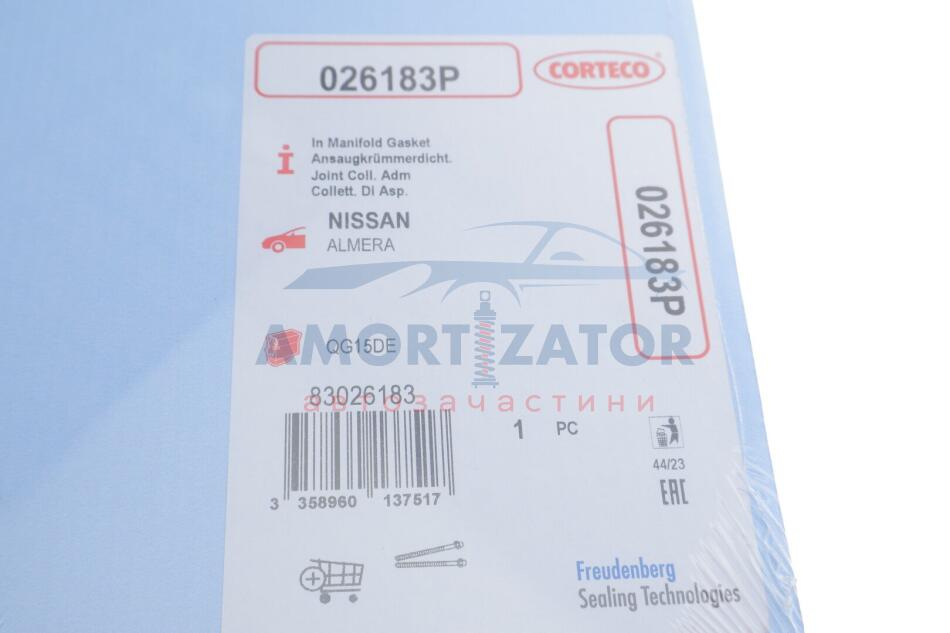 026183P
CORTECO
In Manifold Gasket
Ansaugkrümmerdicht.
Joint Coll. Adm
Collett. Di Asp.
NISSAN
ALMERA
026183P
AMORTIZATOR
QG15DE
83026183
автозачастини
1 PC
44/23
EAC
3 358960 137517
Freudenberg
Sealing Technologies